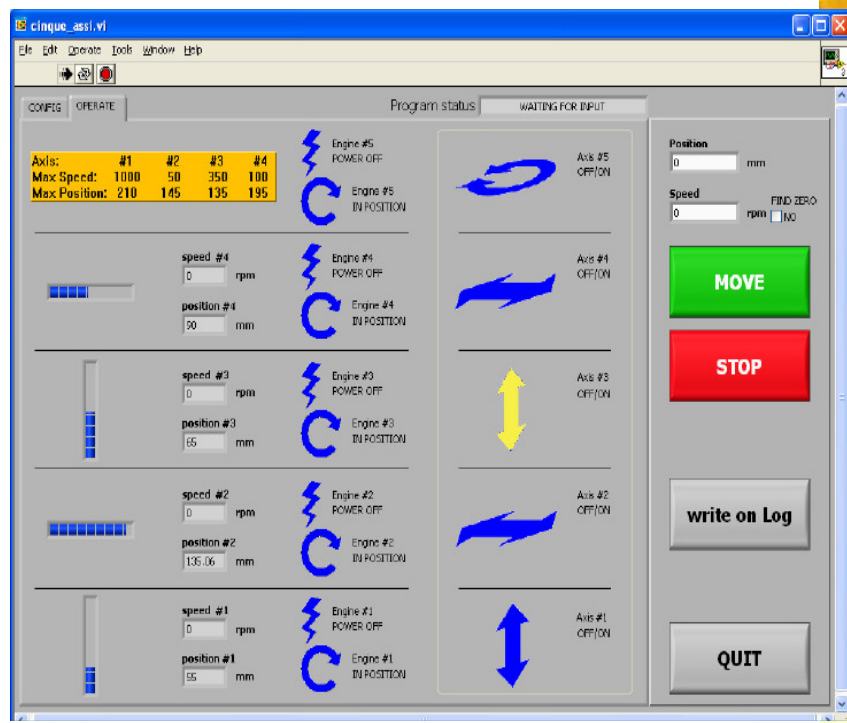 cinque_assi.vi
File Edit Operate Tools Window Help
CONFIG OPERATE
Program status WAITING FOR INPUT
Axis: #1 #2 #3 #4
Max Speed: 1000 50 350 100
Max Position: 210 145 135 195
Engine #5
POWER OFF
Engine #5
IN POSITION
Axis #5
OFF/ON
speed #4
0 rpm
position #4
90 mm
Engine #4
POWER OFF
Engine #4
IN POSITION
Axis #4
OFF/ON
speed #3
0 rpm
position #3
65 mm
Engine #3
POWER OFF
Engine #3
IN POSITION
Axis #3
OFF/ON
speed #2
0 rpm
position #2
135.06 mm
Engine #2
POWER OFF
Engine #2
IN POSITION
Axis #2
OFF/ON
speed #1
0 rpm
position #1
55 mm
Engine #1
POWER OFF
Engine #1
IN POSITION
Axis #1
OFF/ON
Position
0 mm
Speed
0 rpm
FIND ZERO
NO
MOVE
STOP
write on Log
QUIT